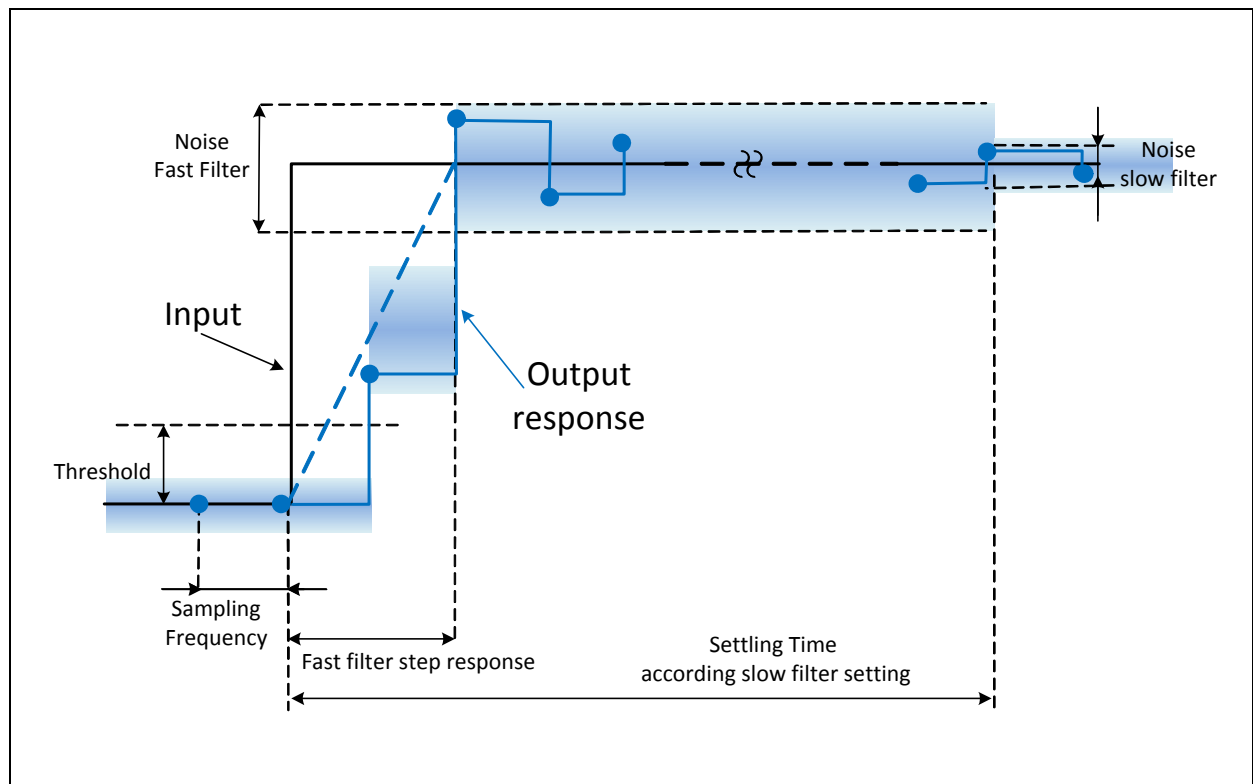 Noise
Fast Filter
Noise
slow filter
Input
Output
response
Threshold
Sampling
Frequency
Fast filter step response
Settling Time
according slow filter setting